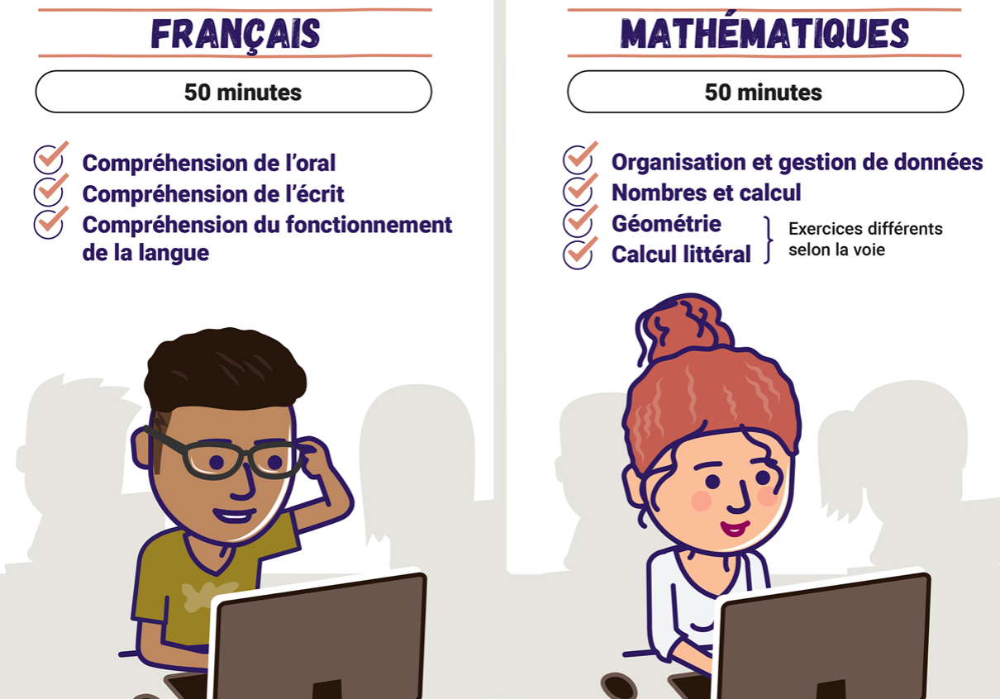 FRANÇAIS
50 minutes
Compréhension de l’oral
Compréhension de l’écrit
Compréhension du fonctionnement
de la langue
MATHÉMATIQUES
50 minutes
Organisation et gestion de données
Nombres et calcul
Géométrie
Calcul littéral
Exercices différents
selon la voie